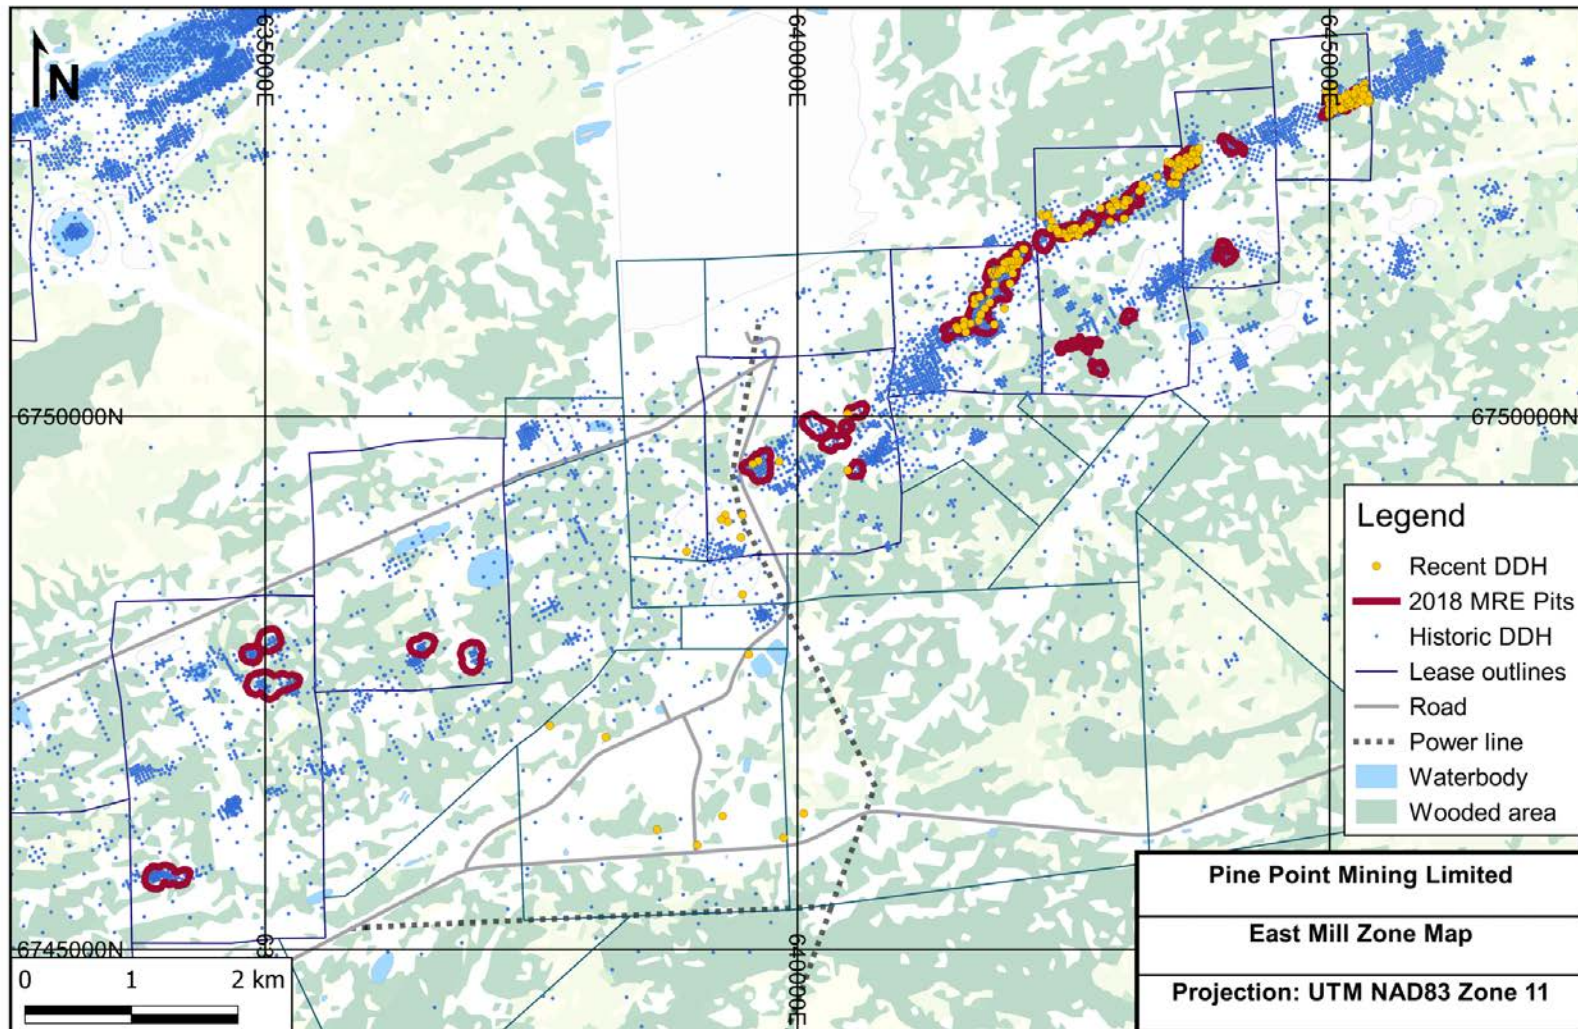 N
635000E
640000E
645000E
6750000N
6750000N
Legend
Recent DDH
2018 MRE Pits
Historic DDH
Lease outlines
Road
Power line
Waterbody
Wooded area
6745000N
640000E
0 1 2 km
Pine Point Mining Limited
East Mill Zone Map
Projection: UTM NAD83 Zone 11